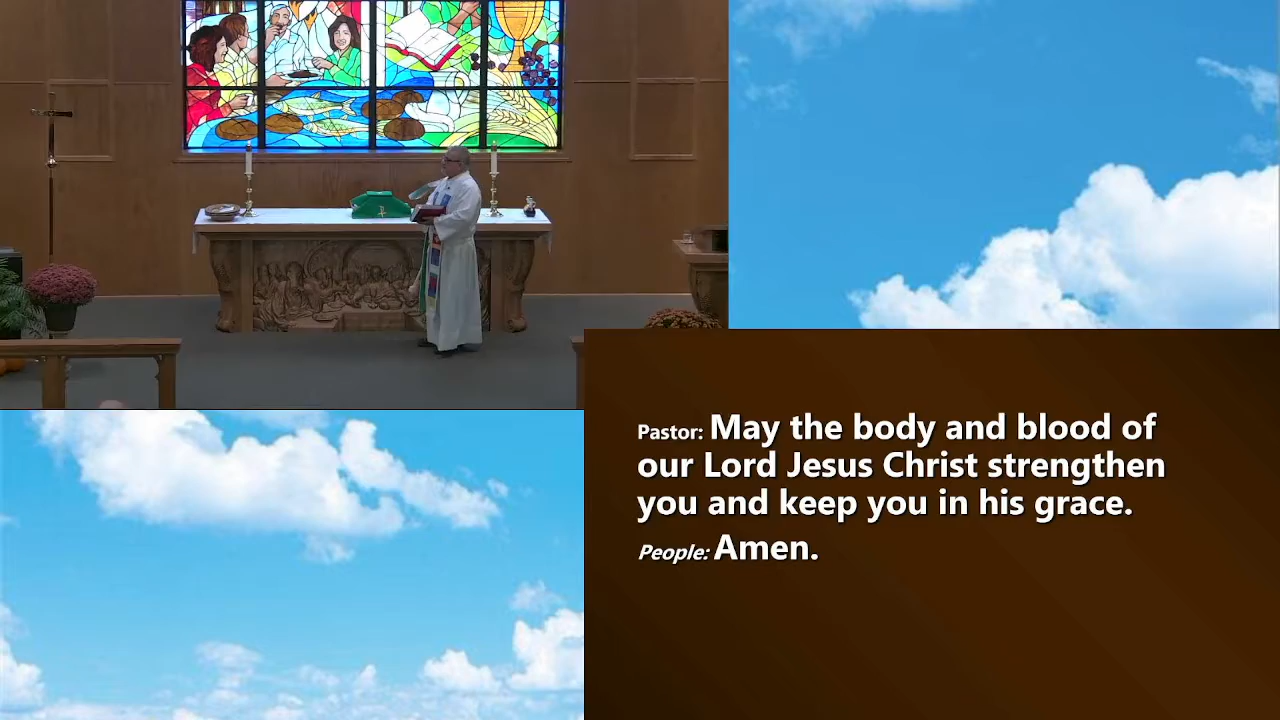 Pastor: May the body and blood of
our Lord Jesus Christ strengthen
you and keep you in his grace.
People: Amen.